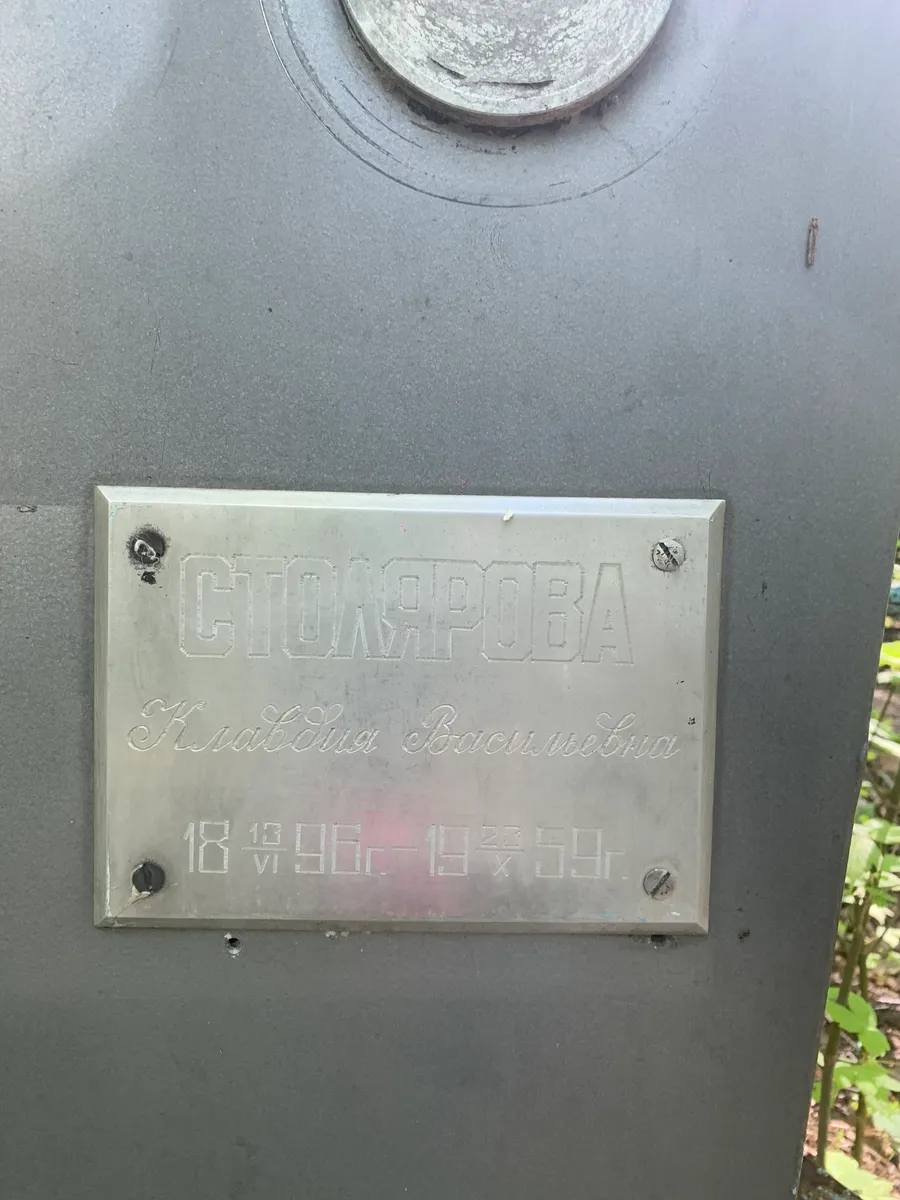 СТОЛЯРОВА
Клавдия Васильевна
18 13/VI 96г.–19 23/X 59г.